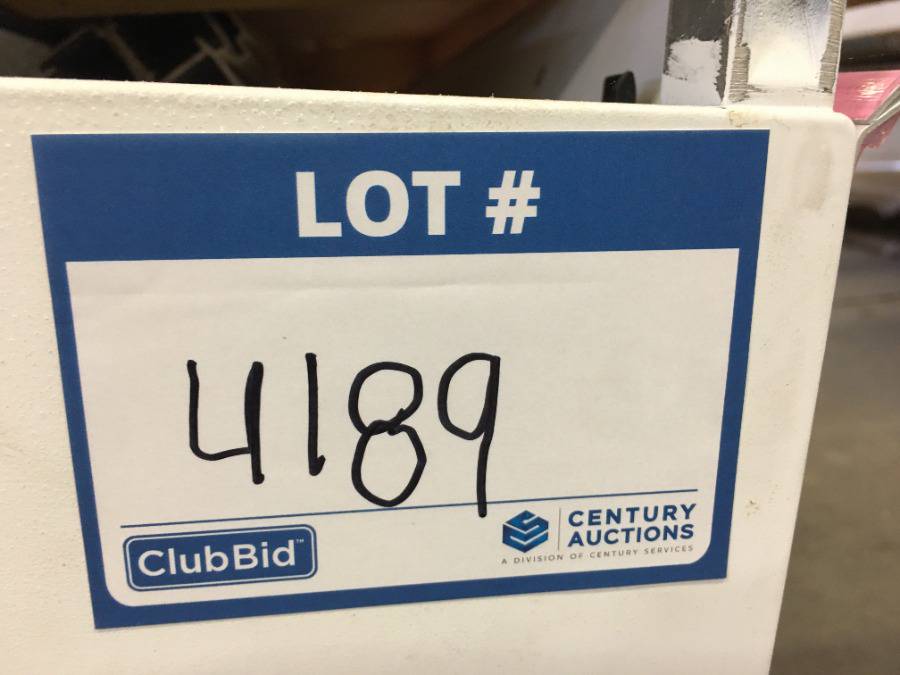 LOT #
4189
ClubBid™
CENTURY
AUCTIONS
A DIVISION OF CENTURY SERVICES